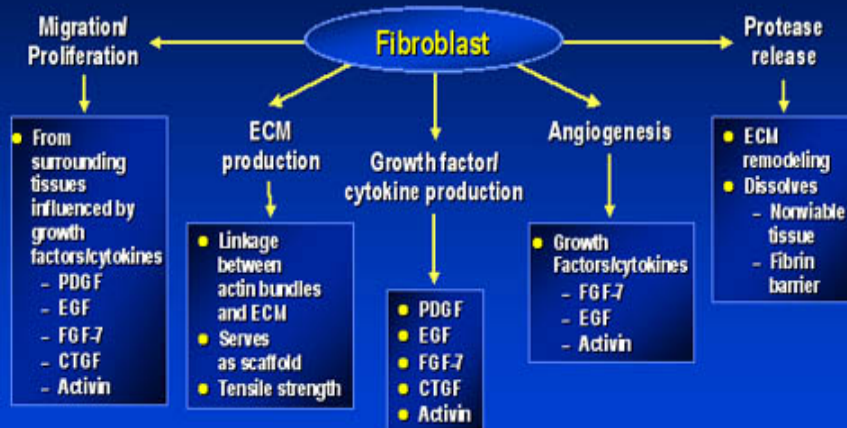 Fibroblast
Migration/
Proliferation
● From
surrounding
tissues
influenced by
growth
factors/cytokines
– PDGF
– EGF
– FGF-7
– CTGF
– Activin
ECM
production
● Linkage
between
actin bundles
and ECM
● Serves
as scaffold
● Tensile strength
Growth factor/
cytokine production
● PDGF
● EGF
● FGF-7
● CTGF
● Activin
Angiogenesis
● Growth
Factors/cytokines
– FGF-7
– EGF
– Activin
Protease
release
● ECM
remodeling
● Dissolves
– Nonviable
tissue
– Fibrin
barrier